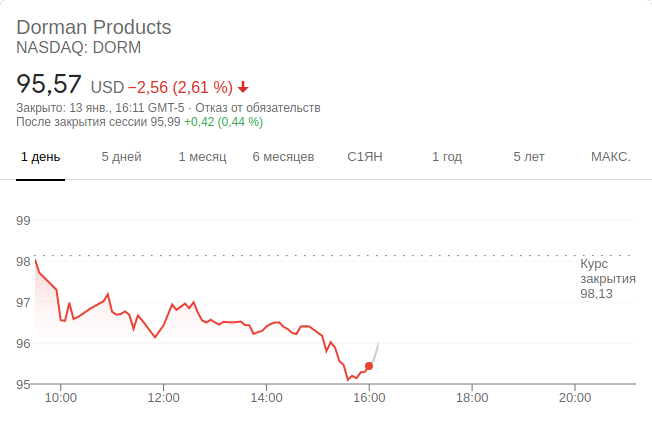 Dorman Products
NASDAQ: DORM
95,57 USD −2,56 (2,61 %)
Закрыто: 13 янв., 16:11 GMT-5 · Отказ от обязательств
После закрытия сессии 95,99 +0,42 (0,44 %)
1 день 5 дней 1 месяц 6 месяцев С1ЯН 1 год 5 лет МАКС.
99
98
97
96
95
Курс
закрытия
98,13
10:00 12:00 14:00 16:00 18:00 20:00